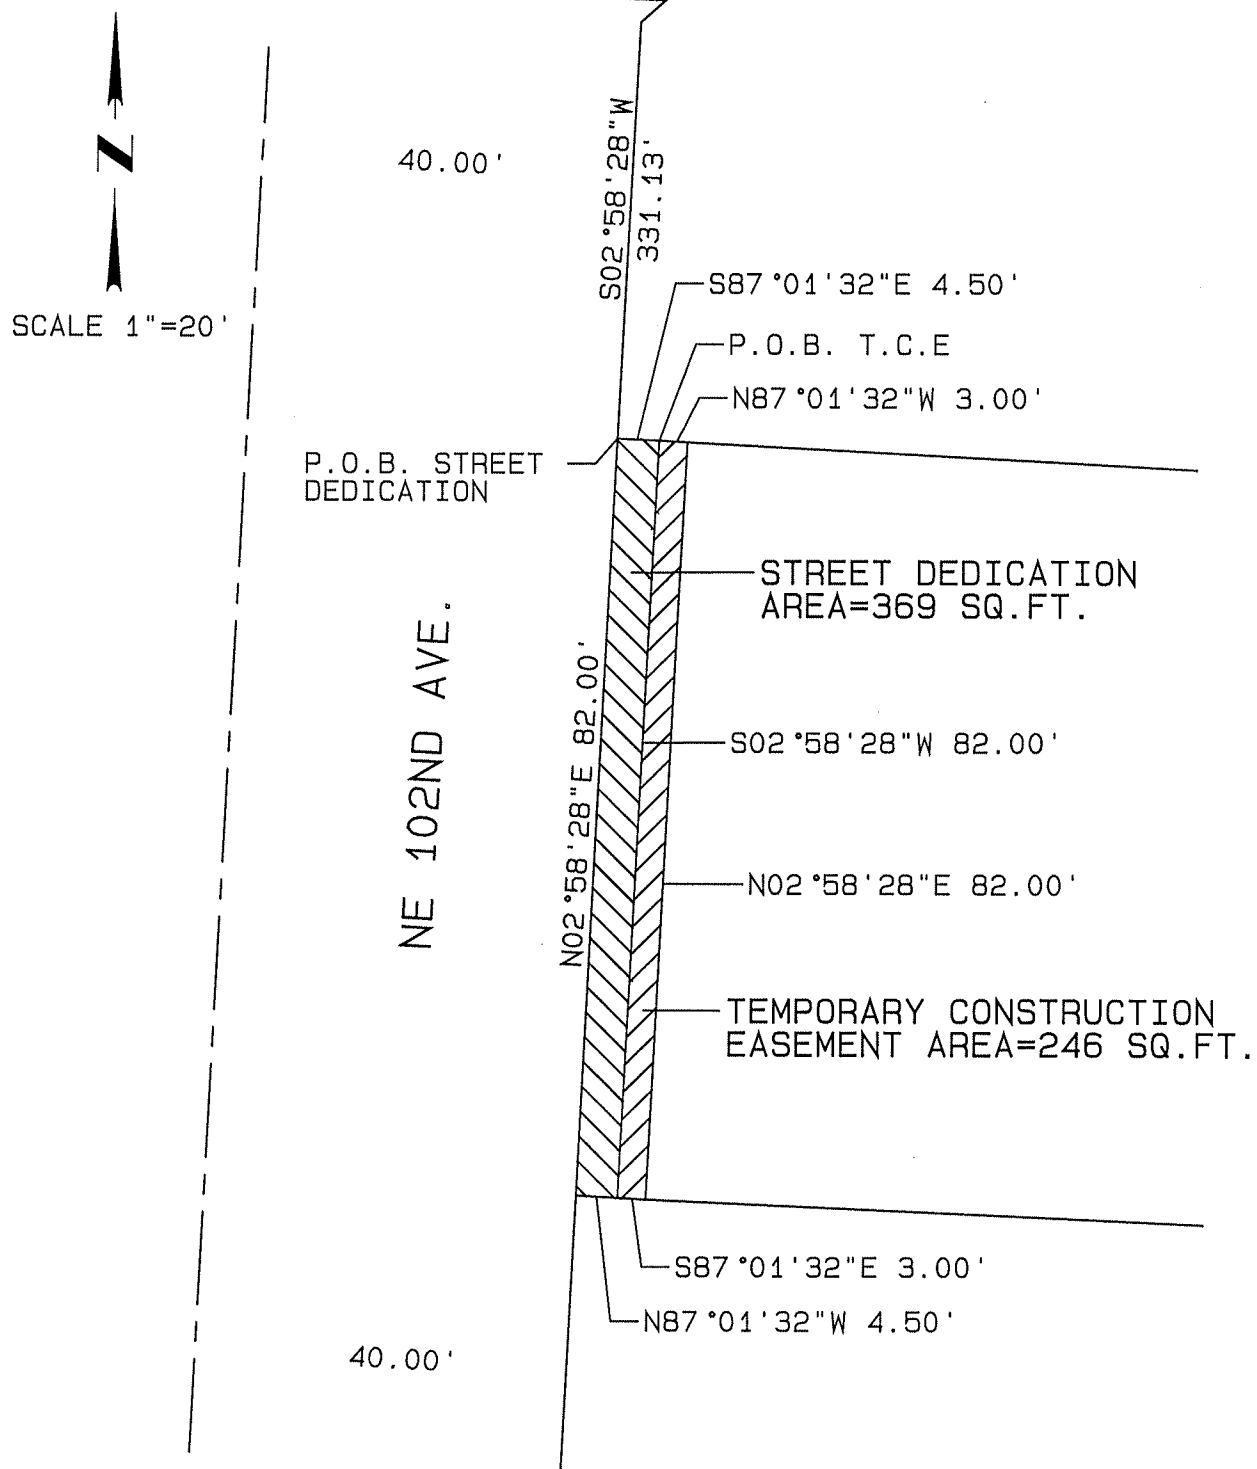 N
SCALE 1"=20'
40.00'
S02°58'28"W
331.13'
S87°01'32"E 4.50'
P.O.B. T.C.E
N87°01'32"W 3.00'
P.O.B. STREET
DEDICATION
STREET DEDICATION
AREA=369 SQ.FT.
NE 102ND AVE.
N02°58'28"E 82.00'
S02°58'28"W 82.00'
N02°58'28"E 82.00'
TEMPORARY CONSTRUCTION
EASEMENT AREA=246 SQ.FT.
S87°01'32"E 3.00'
N87°01'32"W 4.50'
40.00'